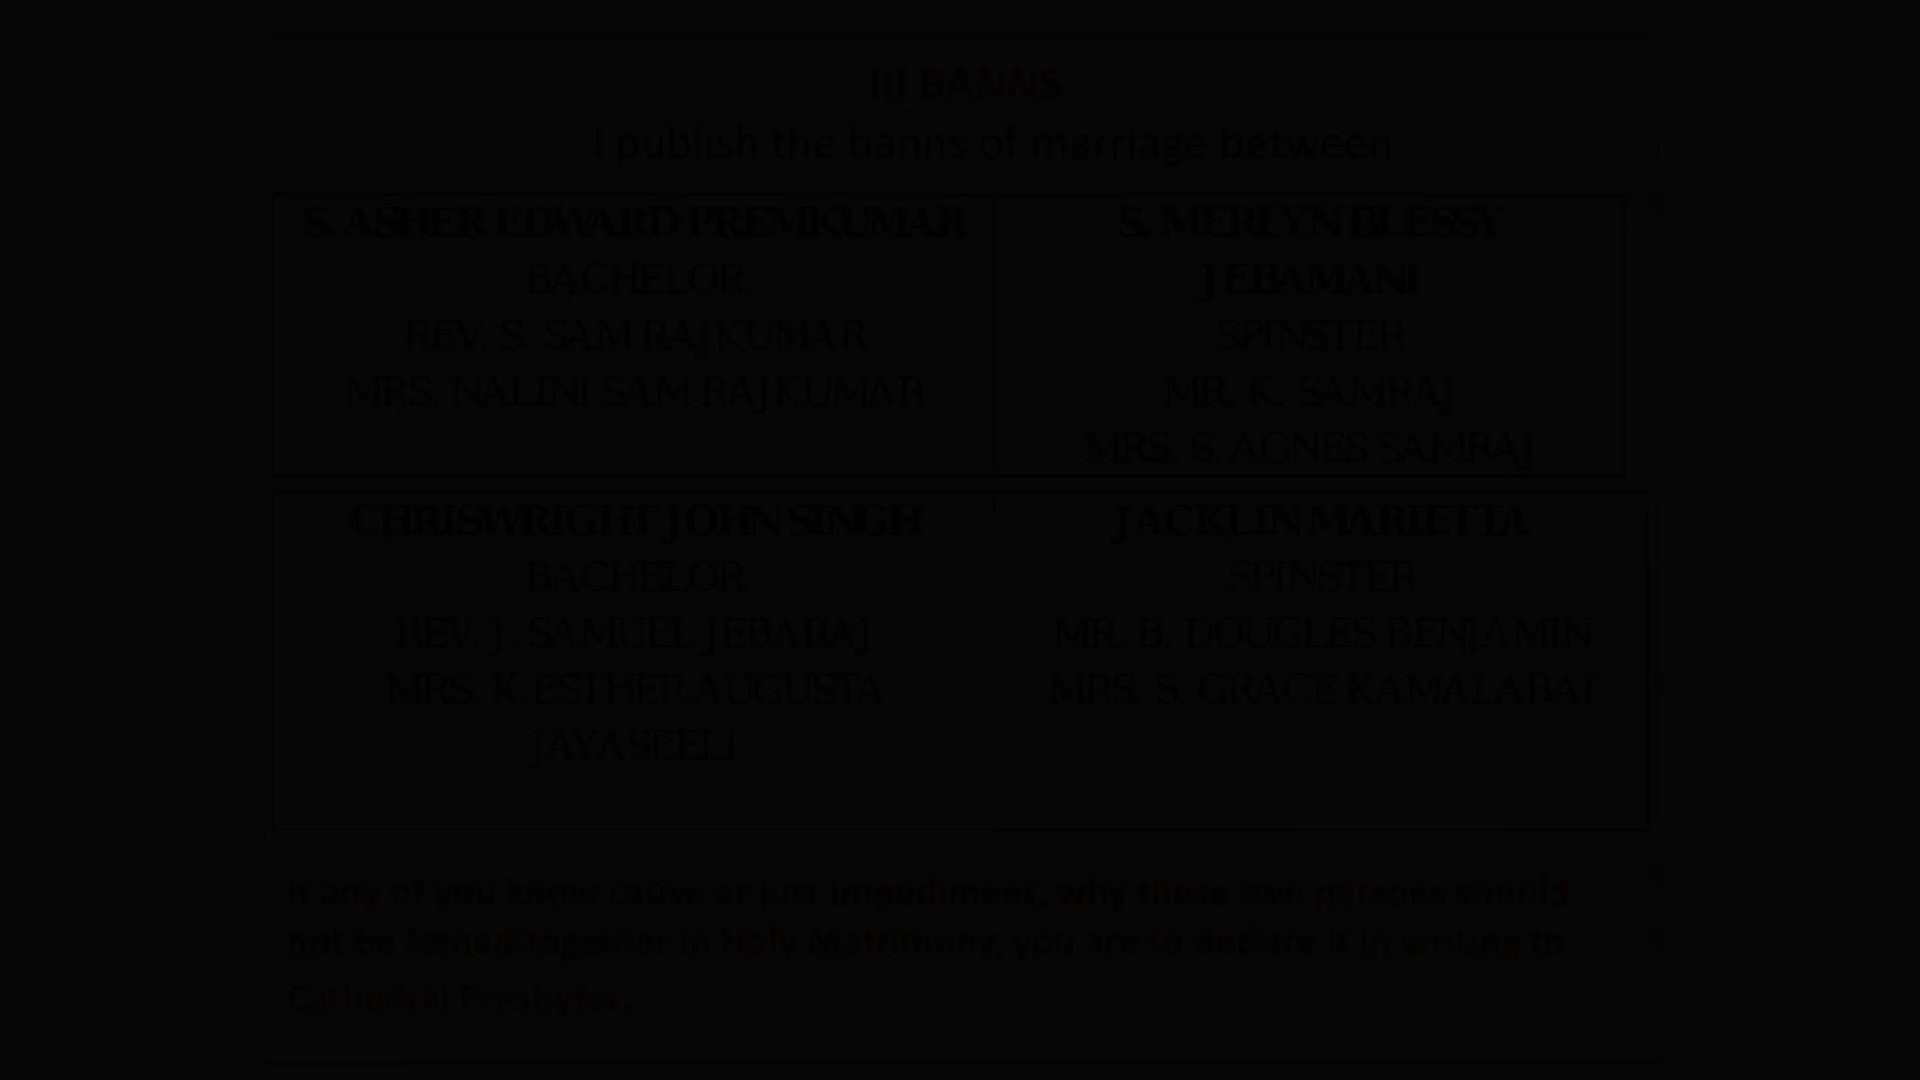 III BANNS
I publish the banns of marriage between
S. ASHER EDWARD PREMKUMAR
BACHELOR
REV. S. SAM RAJKUMAR
MRS. NALINI SAM RAJKUMAR
S. MERLYN BLESSY
JEBAMANI
SPINSTER
MR. K. SAMRAJ
MRS. S. AGNES SAMRAJ
CHRISWRIGHT JOHN SINGH
BACHELOR
REV. J. SAMUEL JEBARAJ
MRS. K.ESTHER AUGUSTA
JAYASEELI
JACKLIN MARIETTA
SPINSTER
MR. B. DOUGLES BENJAMIN
MRS. S. GRACE KAMALABAI
If any of you know cause or just impediment, why these two persons should
not be Joined together in Holy Matrimony, you are to declare it in writing to
Cathedral Presbyter.